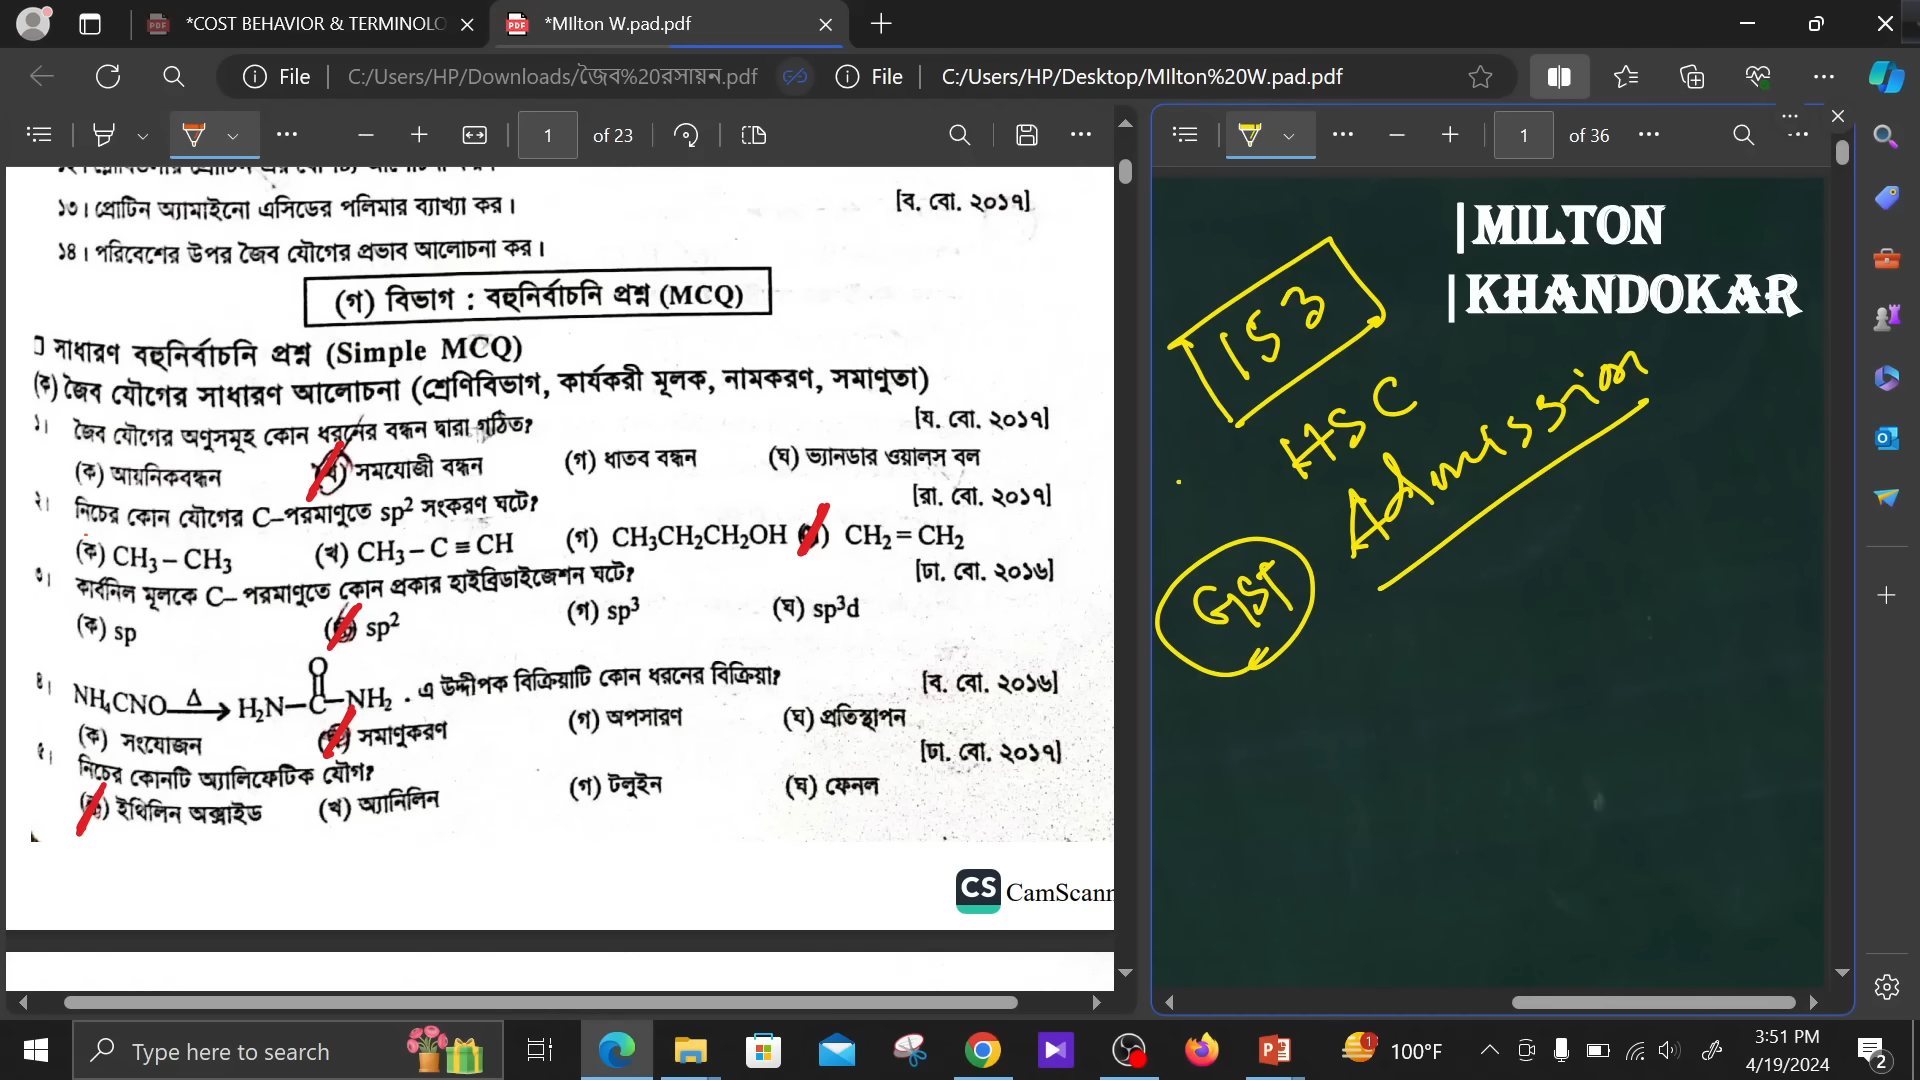 *COST BEHAVIOR & TERMINOLO
*MIlton W.pad.pdf
File C:/Users/HP/Downloads/জৈব%20রসায়ন.pdf
File C:/Users/HP/Desktop/MIlton%20W.pad.pdf
1 of 23
1 of 36
১৩। প্রোটিন অ্যামাইনো এসিডের পলিমার ব্যাখ্যা কর। [ব. বো. ২০১৭]
১৪। পরিবেশের উপর জৈব যৌগের প্রভাব আলোচনা কর।
(গ) বিভাগ : বহুনির্বাচনি প্রশ্ন (MCQ)
সাধারণ বহুনির্বাচনি প্রশ্ন (Simple MCQ)
(ক) জৈব যৌগের সাধারণ আলোচনা (শ্রেণিবিভাগ, কার্যকরী মূলক, নামকরণ, সমাণুতা)
১। জৈব যৌগের অণুসমূহ কোন ধরনের বন্ধন দ্বারা গঠিত? [য. বো. ২০১৭]
(ক) আয়নিকবন্ধন (খ) সমযোজী বন্ধন (গ) ধাতব বন্ধন (ঘ) ভ্যানডার ওয়ালস বল
২। নিচের কোন যৌগের C–পরমাণুতে sp² সংকরণ ঘটে? [রা. বো. ২০১৭]
(ক) CH₃ – CH₃ (খ) CH₃ – C ≡ CH (গ) CH₃CH₂CH₂OH CH₂ = CH₂
৩। কার্বনিল মূলকে C– পরমাণুতে কোন প্রকার হাইব্রিডাইজেশন ঘটে? [ঢা. বো. ২০১৬]
(ক) sp sp² (গ) sp³ (ঘ) sp³d
৪। NH₄CNO Δ→ H₂N–C(=O)–NH₂ . এ উদ্দীপক বিক্রিয়াটি কোন ধরনের বিক্রিয়া? [ব. বো. ২০১৬]
(ক) সংযোজন সমাণুকরণ (গ) অপসারণ (ঘ) প্রতিস্থাপন
৫। নিচের কোনটি অ্যালিফেটিক যৌগ? [ঢা. বো. ২০১৭]
ইথিলিন অক্সাইড (খ) অ্যানিলিন (গ) টলুইন (ঘ) ফেনল
CS CamScann
|MILTON
|KHANDOKAR
153
HSC
Admission
GST
Type here to search
100°F
3:51 PM
4/19/2024
2